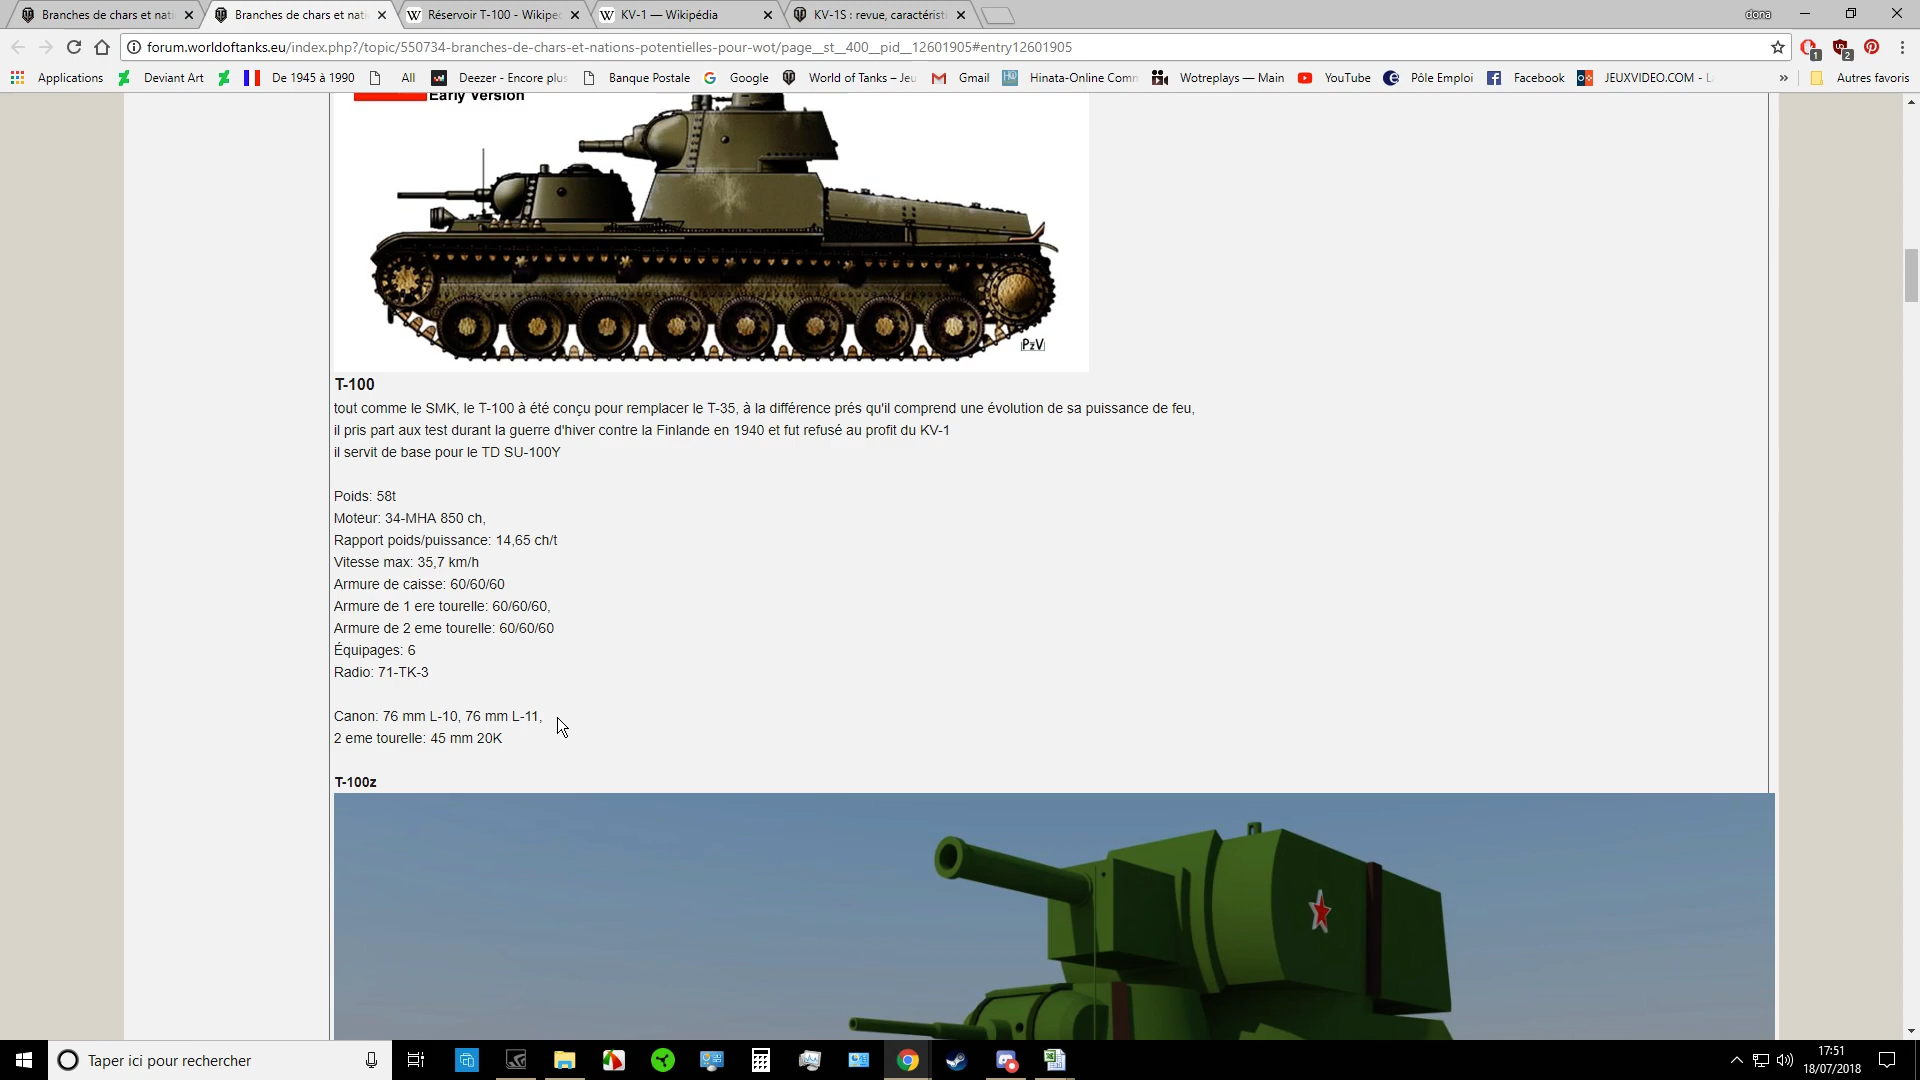 Branches de chars et nati
Branches de chars et nati
Réservoir T-100 - Wikipe
KV-1 — Wikipédia
KV-1S : revue, caractérist
dona
forum.worldoftanks.eu/index.php?/topic/550734-branches-de-chars-et-nations-potentielles-pour-wot/page__st__400__pid__12601905#entry12601905
1
2
Applications
Deviant Art
De 1945 à 1990
All
Deezer - Encore plus
Banque Postale
Google
World of Tanks – Jeu
Gmail
Hinata-Online Comm
Wotreplays — Main
YouTube
Pôle Emploi
Facebook
JEUXVIDEO.COM - La
»
Autres favoris
Early Version
PzV
T-100
tout comme le SMK, le T-100 à été conçu pour remplacer le T-35, à la différence prés qu'il comprend une évolution de sa puissance de feu,
il pris part aux test durant la guerre d'hiver contre la Finlande en 1940 et fut refusé au profit du KV-1
il servit de base pour le TD SU-100Y
Poids: 58t
Moteur: 34-MHA 850 ch,
Rapport poids/puissance: 14,65 ch/t
Vitesse max: 35,7 km/h
Armure de caisse: 60/60/60
Armure de 1 ere tourelle: 60/60/60,
Armure de 2 eme tourelle: 60/60/60
Équipages: 6
Radio: 71-TK-3
Canon: 76 mm L-10, 76 mm L-11,
2 eme tourelle: 45 mm 20K
T-100z
Taper ici pour rechercher
17:51
18/07/2018